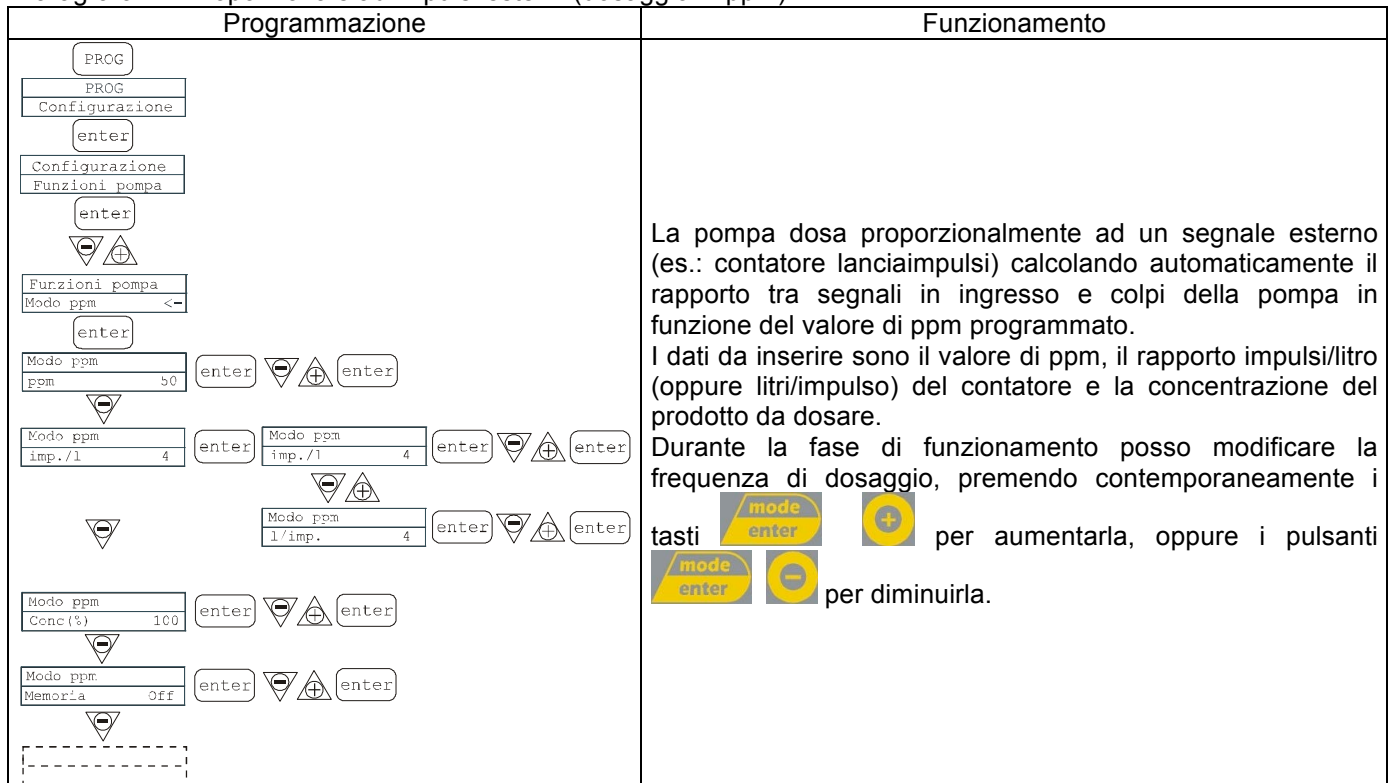 Programmazione
Funzionamento
PROG
PROG
Configurazione
enter
Configurazione
Funzioni pompa
enter
Funzioni pompa
Modo ppm <-
enter
Modo ppm
ppm 50
enter
enter
Modo ppm
imp./l 4
enter
Modo ppm
imp./l 4
enter
enter
Modo ppm
l/imp. 4
enter
enter
Modo ppm
Conc(%) 100
enter
enter
Modo ppm
Memoria Off
enter
enter
La pompa dosa proporzionalmente ad un segnale esterno
(es.: contatore lanciaimpulsi) calcolando automaticamente il
rapporto tra segnali in ingresso e colpi della pompa in
funzione del valore di ppm programmato.
I dati da inserire sono il valore di ppm, il rapporto impulsi/litro
(oppure litri/impulso) del contatore e la concentrazione del
prodotto da dosare.
Durante la fase di funzionamento posso modificare la
frequenza di dosaggio, premendo contemporaneamente i
tasti mode enter + per aumentarla, oppure i pulsanti
mode enter - per diminuirla.